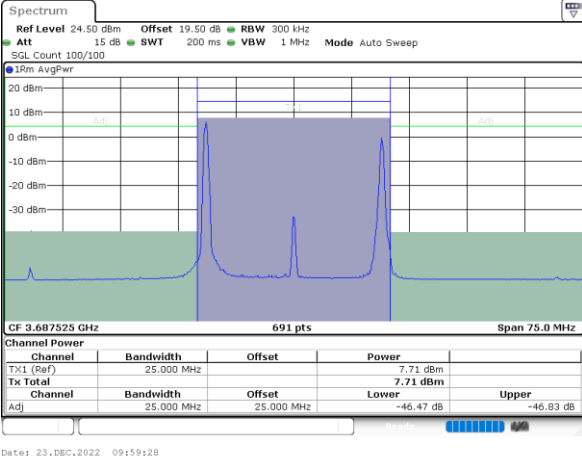 Spectrum
Ref Level 24.50 dBm Offset 19.50 dB RBW 300 kHz
Att 15 dB SWT 200 ms VBW 1 MHz Mode Auto Sweep
SGL Count 100/100
1Rm AvgPwr
20 dBm
TX1
10 dBm
Adj Adj
0 dBm
-10 dBm
-20 dBm
-30 dBm
CF 3.687525 GHz 691 pts Span 75.0 MHz
Channel Power
Channel Bandwidth Offset Power
TX1 (Ref) 25.000 MHz 7.71 dBm
Tx Total 7.71 dBm
Channel Bandwidth Offset Lower Upper
Adj 25.000 MHz 25.000 MHz -46.47 dB -46.83 dB
Ready
Date: 23.DEC.2022 09:59:28